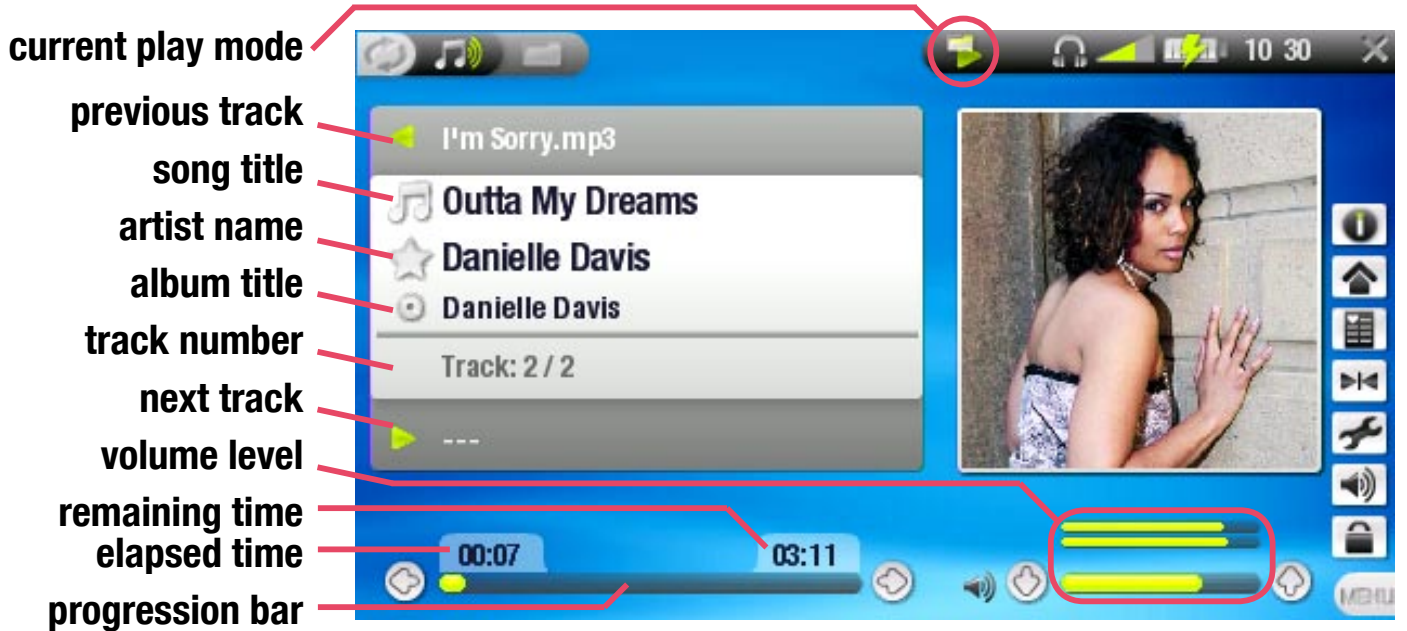 current play mode
10 30
previous track
I'm Sorry.mp3
song title
Outta My Dreams
artist name
Danielle Davis
album title
Danielle Davis
track number
Track: 2 / 2
next track
---
volume level
remaining time
elapsed time
00:07
03:11
progression bar
MENU